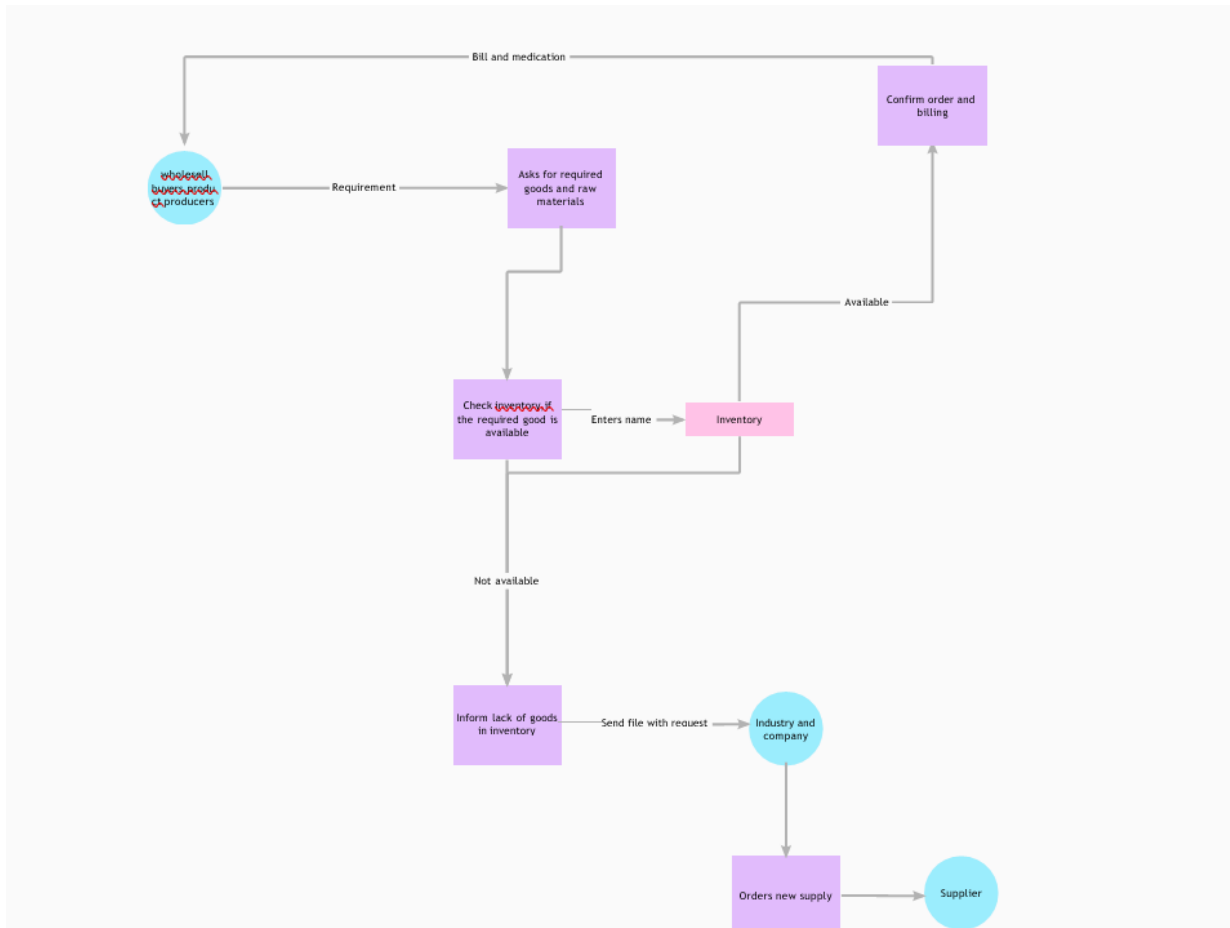 Bill and medication
Confirm order and
billing
wholesell
buyers,produ
ct producers
Requirement
Asks for required
goods and raw
materials
Available
Check inventory,if
the required good is
available
Enters name
Inventory
Not available
Inform lack of goods
in inventory
Send file with request
Industry and
company
Orders new supply
Supplier